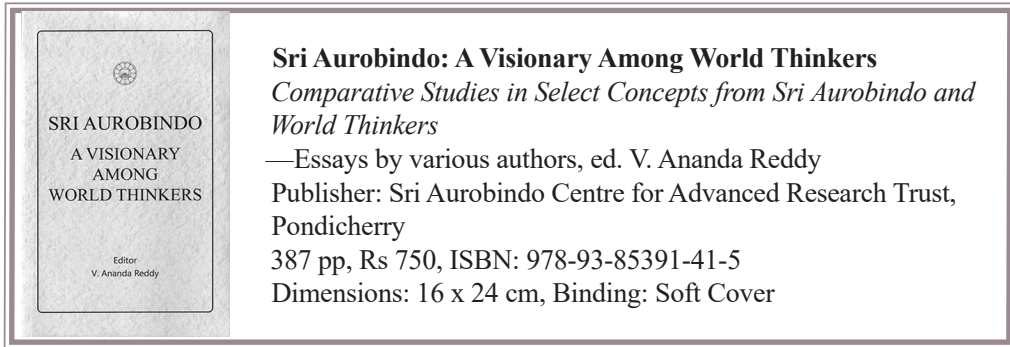 SRI AUROBINDO
A VISIONARY
AMONG
WORLD THINKERS
Editor
V. Ananda Reddy
Sri Aurobindo: A Visionary Among World Thinkers
Comparative Studies in Select Concepts from Sri Aurobindo and
World Thinkers
—Essays by various authors, ed. V. Ananda Reddy
Publisher: Sri Aurobindo Centre for Advanced Research Trust,
Pondicherry
387 pp, Rs 750, ISBN: 978-93-85391-41-5
Dimensions: 16 x 24 cm, Binding: Soft Cover